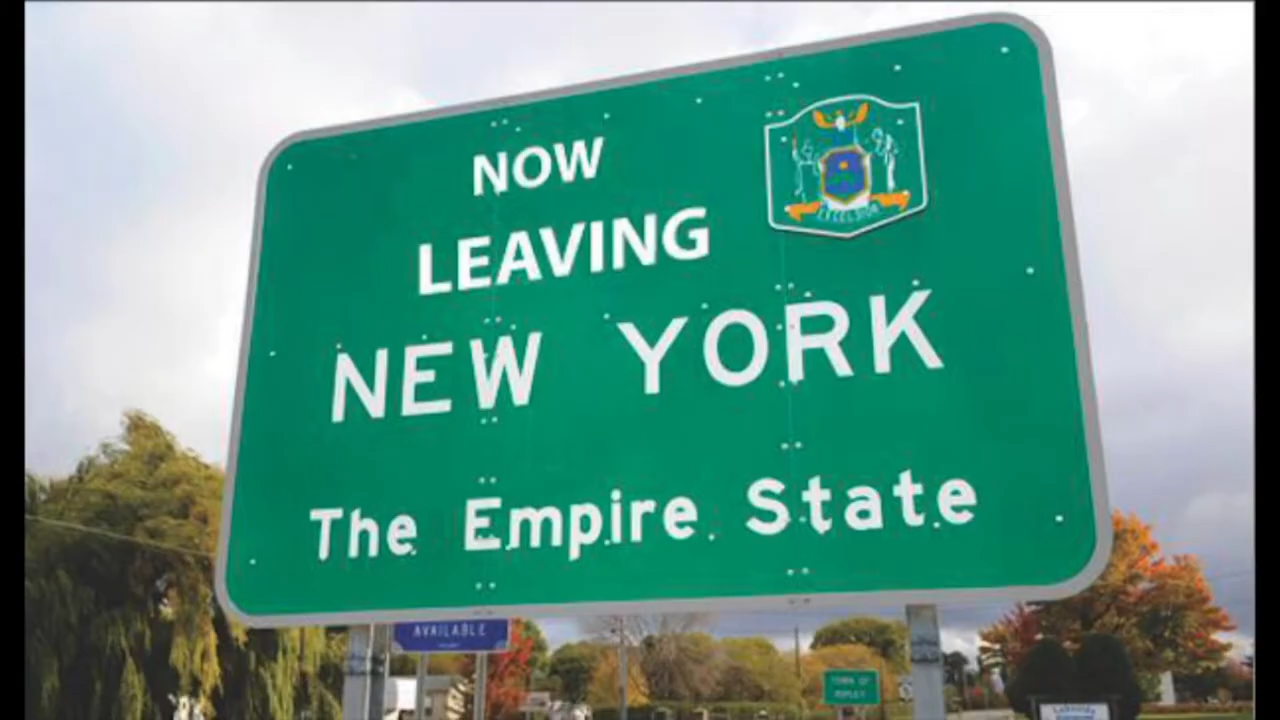 NOW
LEAVING
NEW YORK
The Empire State
EXCELSIOR
AVAILABLE
TOWN OF
RIPLEY